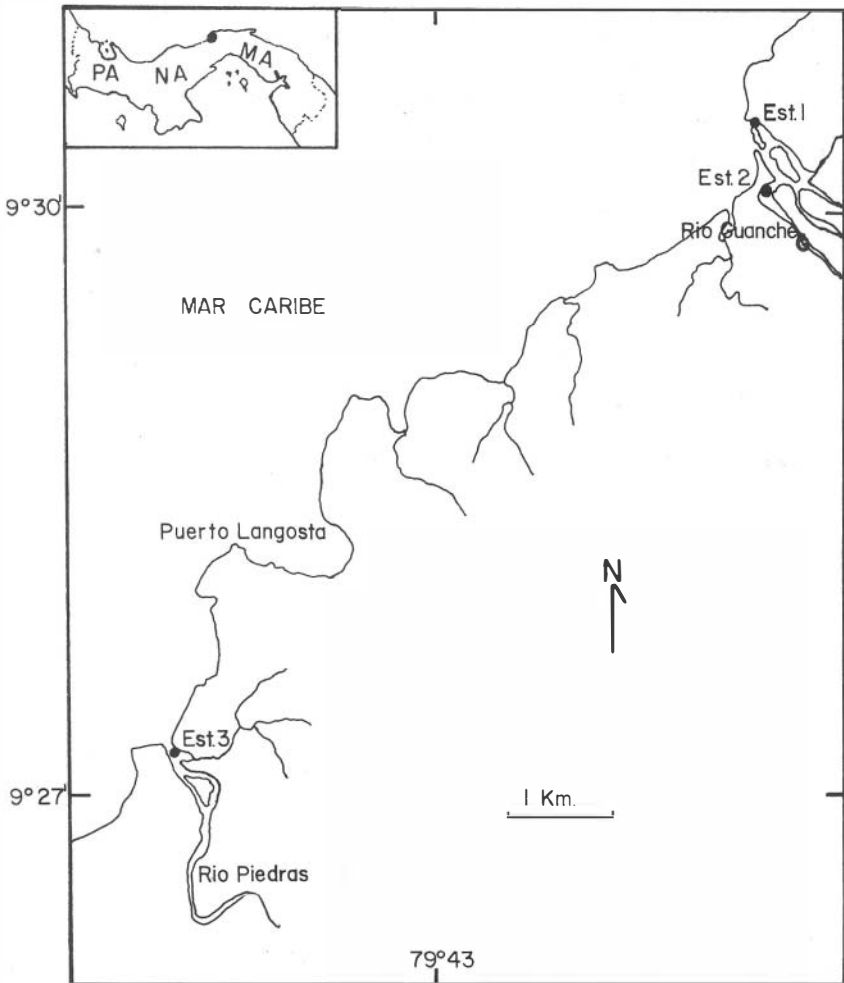 PA NA MA
Est.1
Est.2
9°30'
Rio Guanche
MAR CARIBE
Puerto Langosta
N
Est.3
9°27'
1 Km.
Rio Piedras
79°43